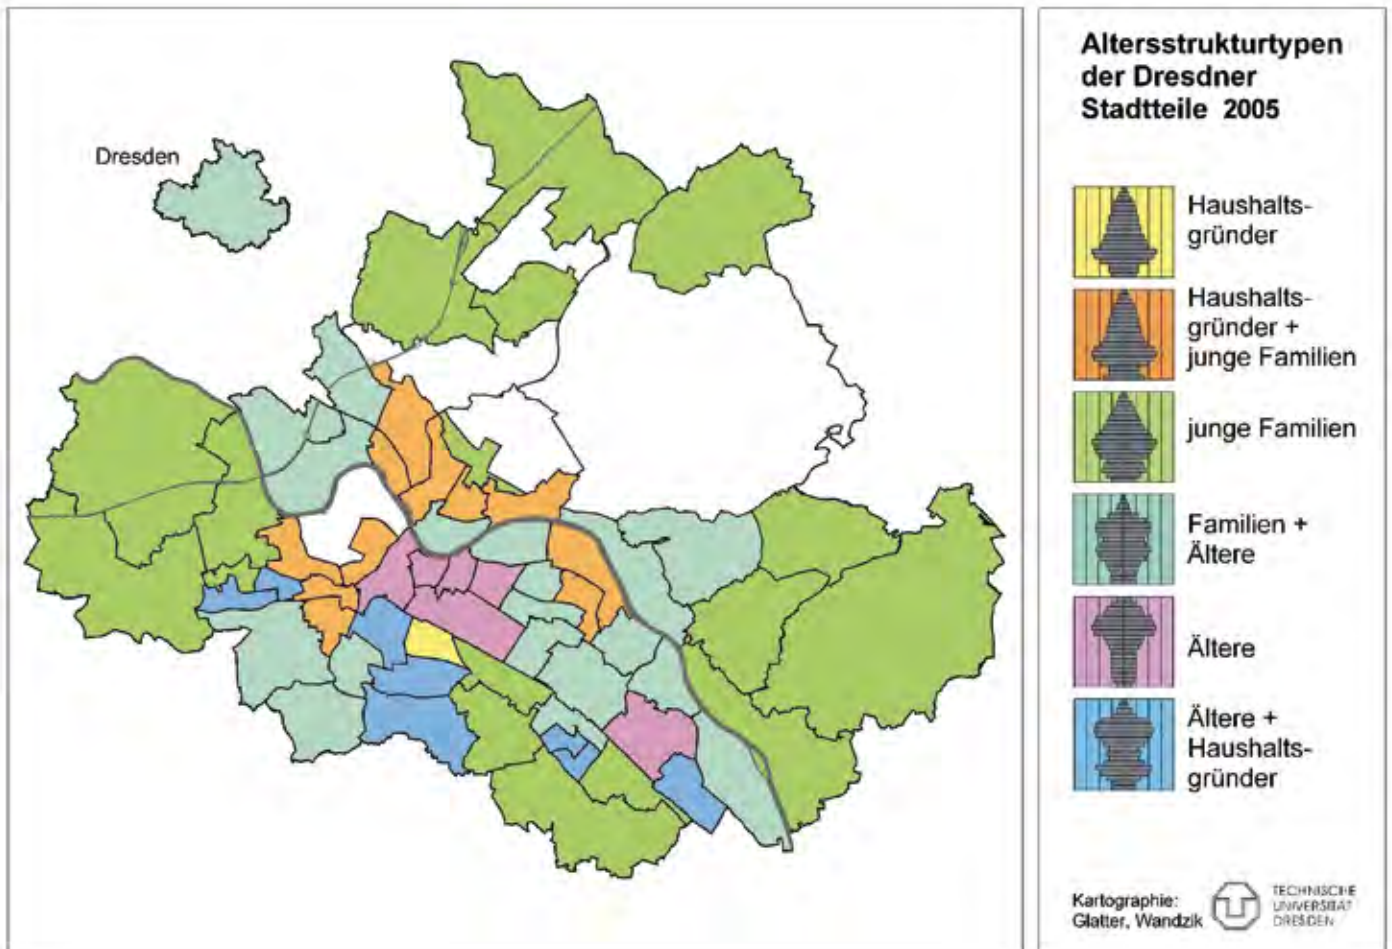 Dresden
Altersstrukturtypen
der Dresdner
Stadtteile 2005
Haushalts-
gründer
Haushalts-
gründer +
junge Familien
junge Familien
Familien +
Ältere
Ältere
Ältere +
Haushalts-
gründer
Kartographie:
Glatter, Wandzik
TECHNISCHE
UNIVERSITÄT
DRESDEN